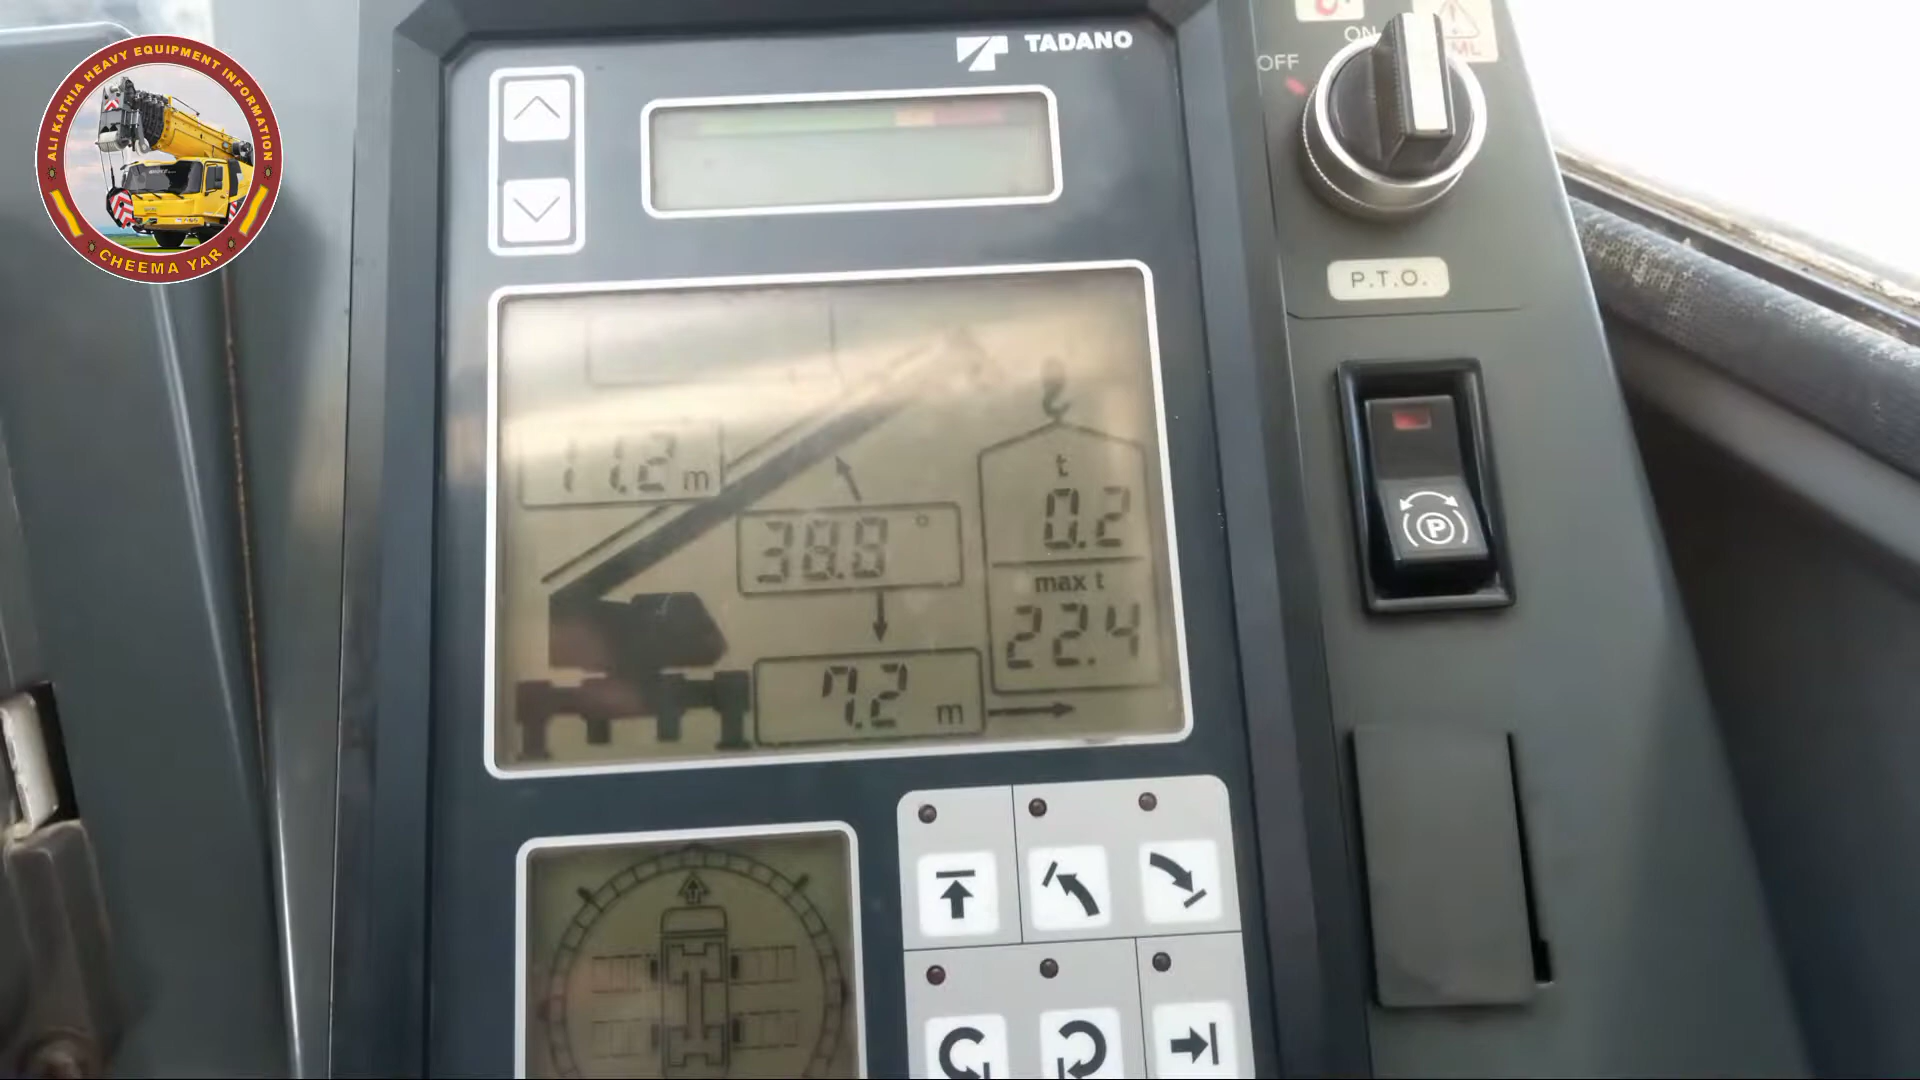 ALI KATHIA HEAVY EQUIPMENT INFORMATION
CHEEMA YAR
TADANO
OFF
ON
ML
P.T.O.
11.2 m
38.8 °
7.2 m
t
0.2
max t
22.4
P